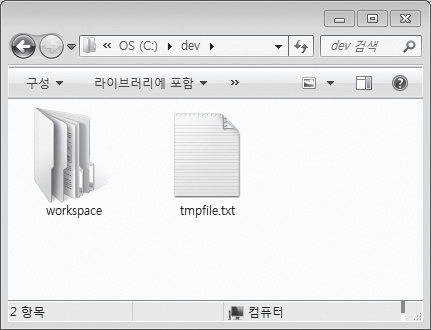 « OS (C:) ▸ dev ▸ dev 검색
구성 라이브러리에 포함 »
workspace tmpfile.txt
2 항목 컴퓨터